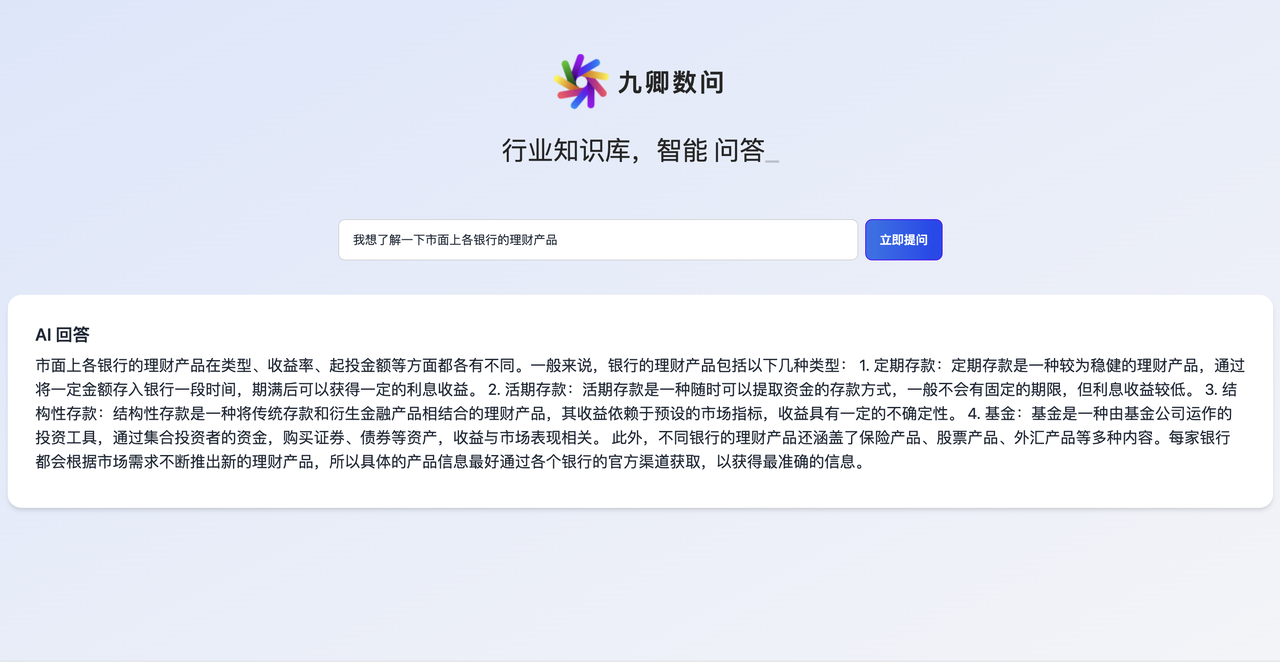 九卿数问
行业知识库，智能 问答_
我想了解一下市面上各银行的理财产品
立即提问
AI 回答
市面上各银行的理财产品在类型、收益率、起投金额等方面都各有不同。一般来说，银行的理财产品包括以下几种类型： 1. 定期存款：定期存款是一种较为稳健的理财产品，通过
将一定金额存入银行一段时间，期满后可以获得一定的利息收益。 2. 活期存款：活期存款是一种随时可以提取资金的存款方式，一般不会有固定的期限，但利息收益较低。 3. 结
构性存款：结构性存款是一种将传统存款和衍生金融产品相结合的理财产品，其收益依赖于预设的市场指标，收益具有一定的不确定性。 4. 基金：基金是一种由基金公司运作的
投资工具，通过集合投资者的资金，购买证券、债券等资产，收益与市场表现相关。 此外，不同银行的理财产品还涵盖了保险产品、股票产品、外汇产品等多种内容。每家银行
都会根据市场需求不断推出新的理财产品，所以具体的产品信息最好通过各个银行的官方渠道获取，以获得最准确的信息。